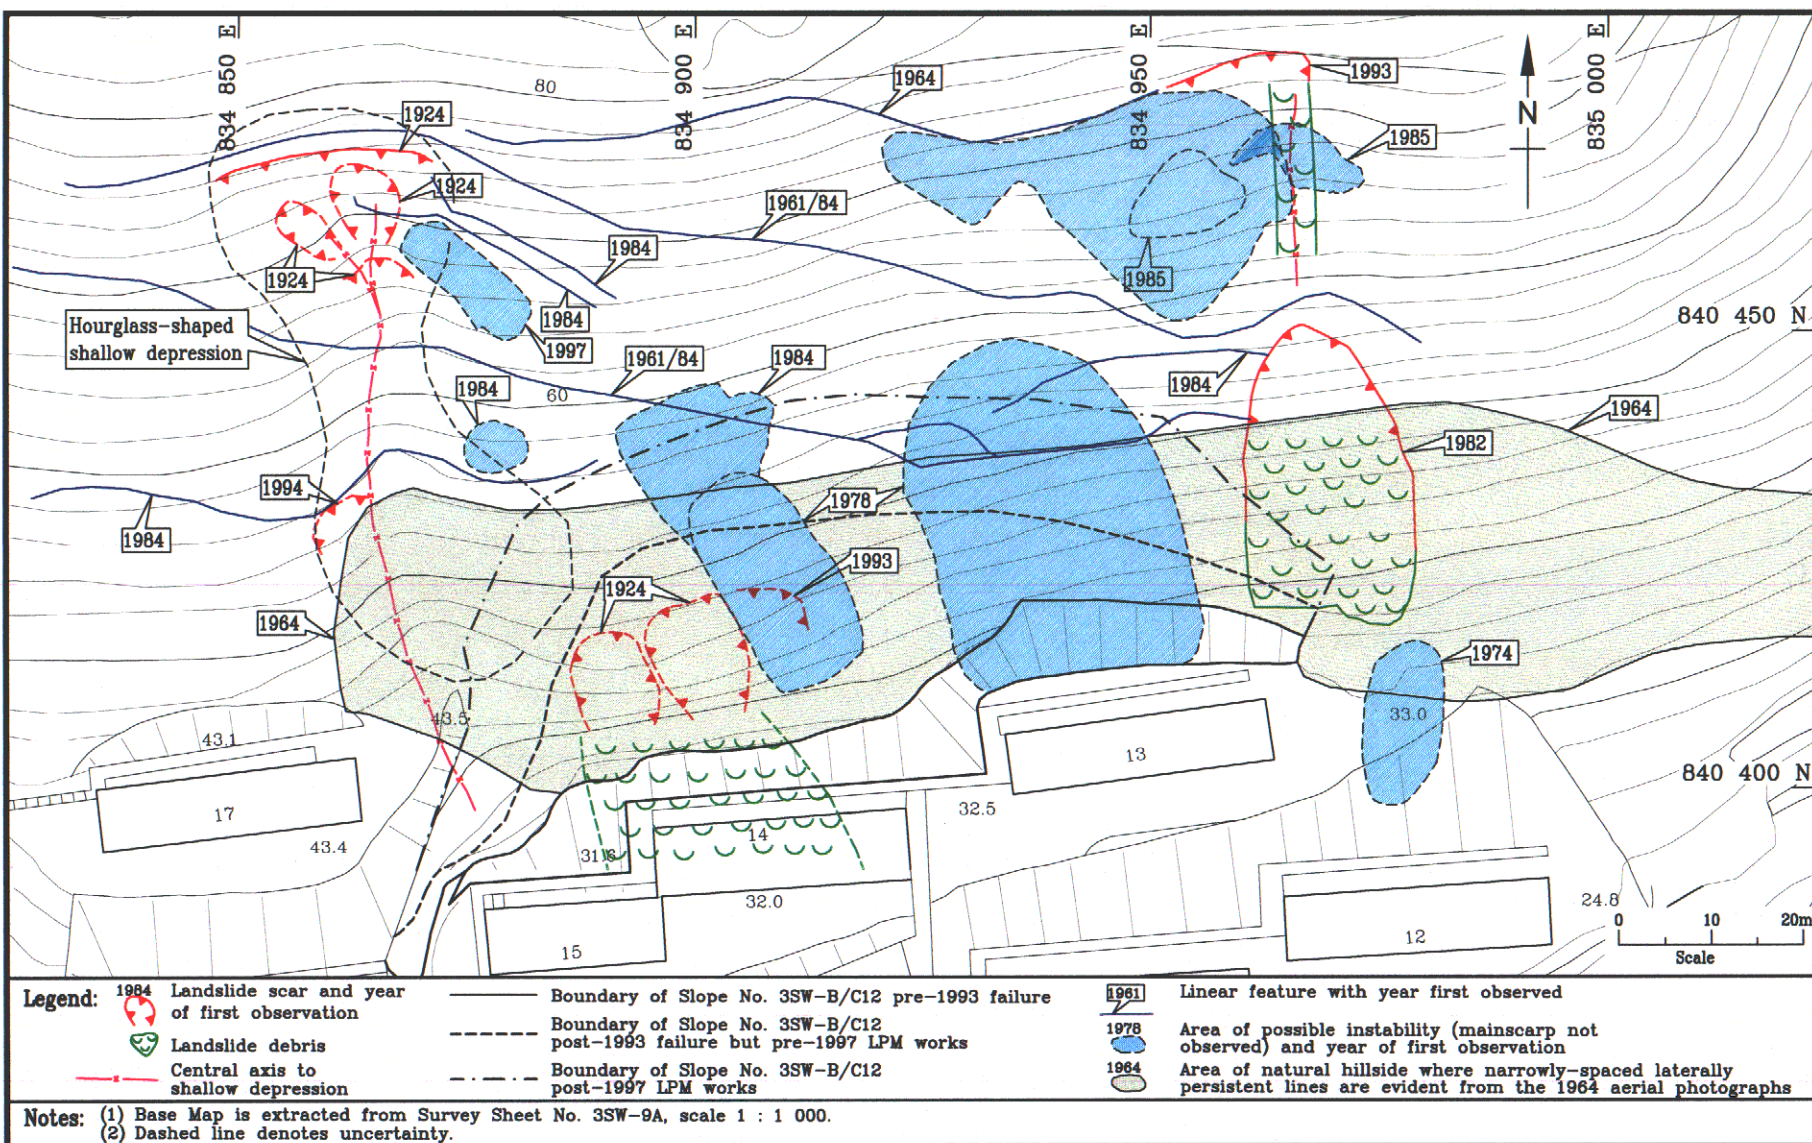 834 850 E
834 900 E
834 950 E
835 000 E
80
1964
1993
1924
N
1985
1924
1961/84
1984
1924
1985
1984
840 450 N
Hourglass-shaped
shallow depression
1997
1961/84
1984
1984
1984
60
1964
1982
1994
1978
1984
1993
1924
1964
1974
43.5
33.0
43.1
13
840 400 N
17
32.5
14
43.4
31.6
32.0
24.8
0 10 20m
Scale
15
12
Legend:
1984 Landslide scar and year
of first observation
Landslide debris
Central axis to
shallow depression
Boundary of Slope No. 3SW-B/C12 pre-1993 failure
Boundary of Slope No. 3SW-B/C12
post-1993 failure but pre-1997 LPM works
Boundary of Slope No. 3SW-B/C12
post-1997 LPM works
1961 Linear feature with year first observed
1978 Area of possible instability (mainscarp not
observed) and year of first observation
1964 Area of natural hillside where narrowly-spaced laterally
persistent lines are evident from the 1964 aerial photographs
Notes: (1) Base Map is extracted from Survey Sheet No. 3SW-9A, scale 1 : 1 000.
(2) Dashed line denotes uncertainty.